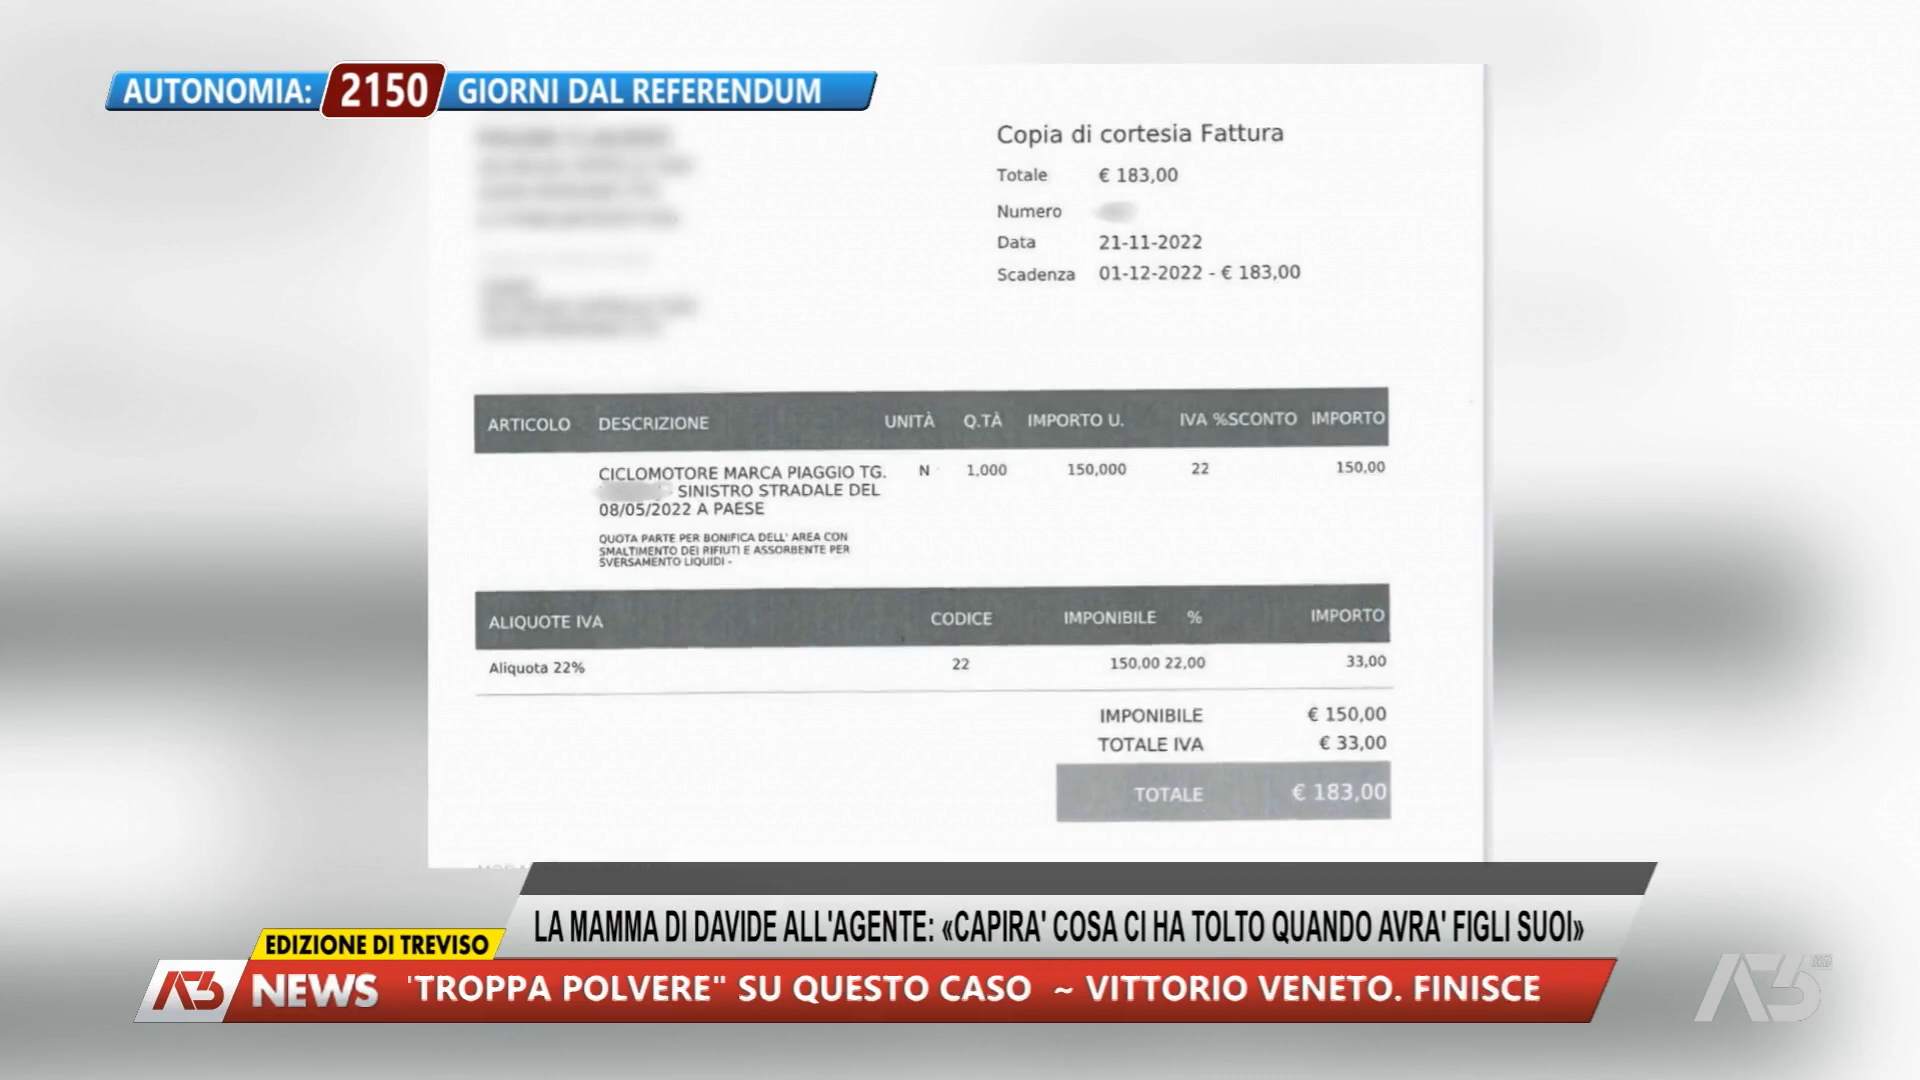 AUTONOMIA: 2150 GIORNI DAL REFERENDUM
Copia di cortesia Fattura
Totale € 183,00
Numero
Data 21-11-2022
Scadenza 01-12-2022 - € 183,00
ARTICOLO DESCRIZIONE UNITÀ Q.TÀ IMPORTO U. IVA %SCONTO IMPORTO
CICLOMOTORE MARCA PIAGGIO TG. N 1,000 150,000 22 150,00
SINISTRO STRADALE DEL
08/05/2022 A PAESE
QUOTA PARTE PER BONIFICA DELL' AREA CON
SMALTIMENTO DEI RIFIUTI E ASSORBENTE PER
SVERSAMENTO LIQUIDI -
ALIQUOTE IVA CODICE IMPONIBILE % IMPORTO
Aliquota 22% 22 150,00 22,00 33,00
IMPONIBILE € 150,00
TOTALE IVA € 33,00
TOTALE € 183,00
LA MAMMA DI DAVIDE ALL'AGENTE: «CAPIRA' COSA CI HA TOLTO QUANDO AVRA' FIGLI SUOI»
EDIZIONE DI TREVISO
A3 NEWS 'TROPPA POLVERE" SU QUESTO CASO ~ VITTORIO VENETO. FINISCE
A3 HD